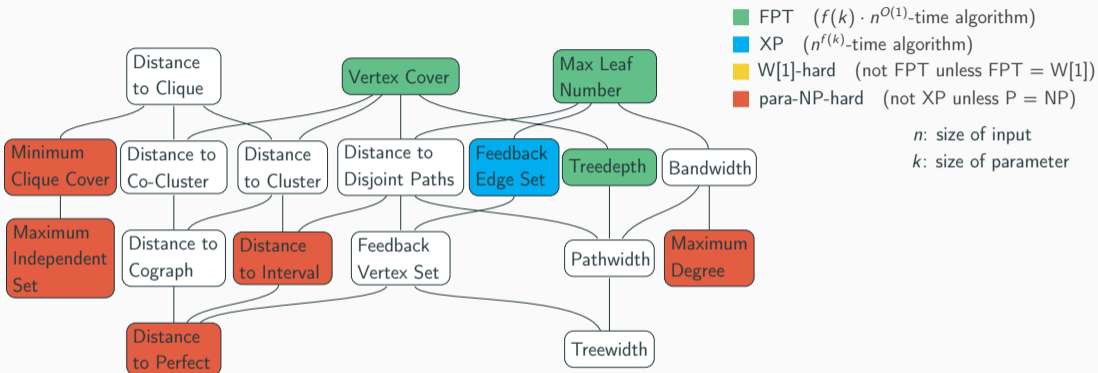 FPT (f(k) · n^{O(1)}-time algorithm)
XP (n^{f(k)}-time algorithm)
W[1]-hard (not FPT unless FPT = W[1])
para-NP-hard (not XP unless P = NP)
n: size of input
k: size of parameter
Distance
to Clique
Vertex Cover
Max Leaf
Number
Minimum
Clique Cover
Distance to
Co-Cluster
Distance
to Cluster
Distance to
Disjoint Paths
Feedback
Edge Set
Treedepth
Bandwidth
Maximum
Independent
Set
Distance to
Cograph
Distance
to Interval
Feedback
Vertex Set
Pathwidth
Maximum
Degree
Distance
to Perfect
Treewidth